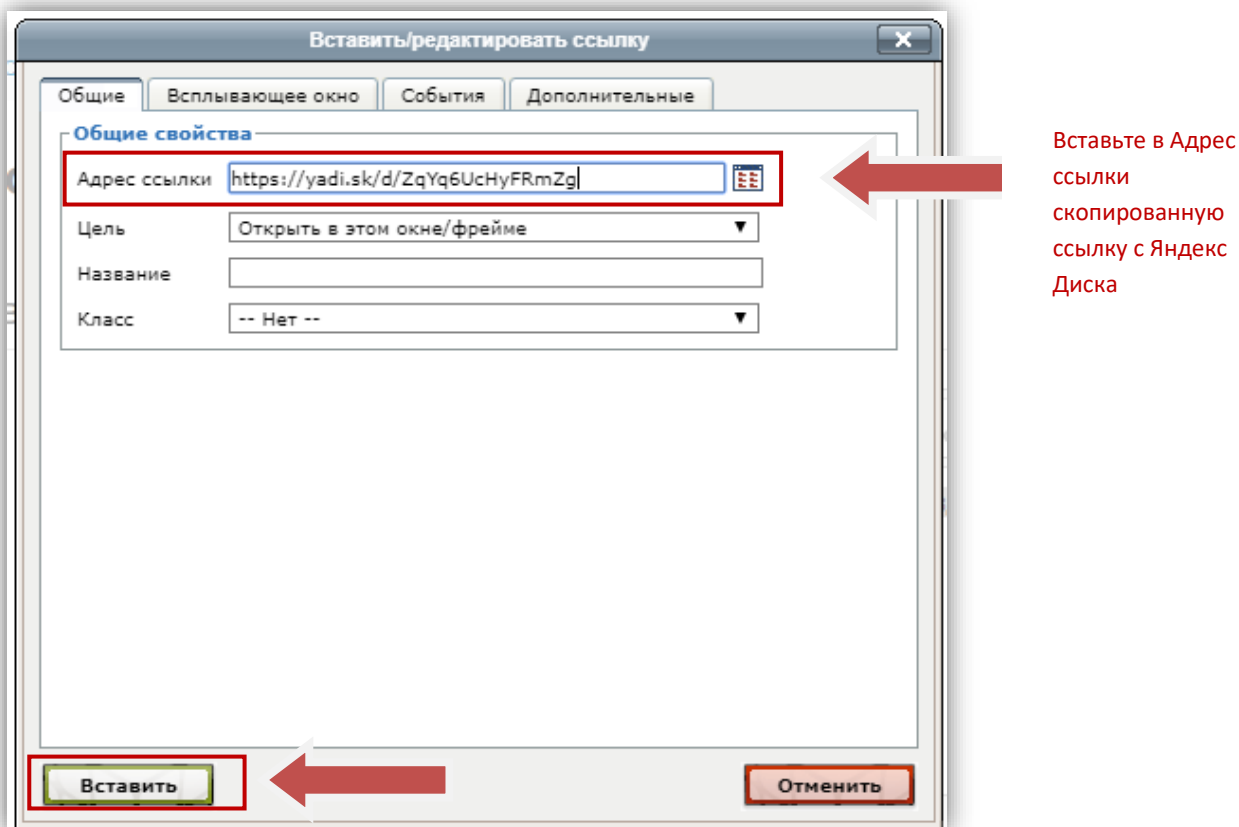 Вставить/редактировать ссылку
Общие Всплывающее окно События Дополнительные
Общие свойства
Адрес ссылки https://yadi.sk/d/ZqYq6UcHyFRmZg
Цель Открыть в этом окне/фрейме
Название
Класс -- Нет --
Вставить Отменить
Вставьте в Адрес
ссылки
скопированную
ссылку с Яндекс
Диска